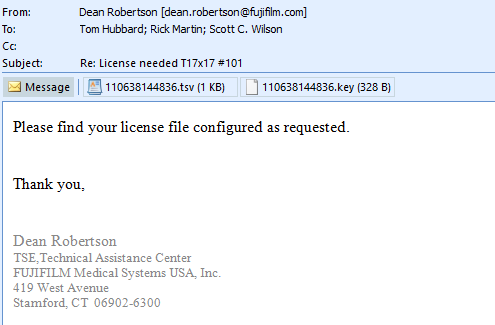 From: Dean Robertson [dean.robertson@fujifilm.com]
To: Tom Hubbard; Rick Martin; Scott C. Wilson
Cc:
Subject: Re: License needed T17x17 #101
Message 110638144836.tsv (1 KB) 110638144836.key (328 B)
Please find your license file configured as requested.
Thank you,
Dean Robertson
TSE,Technical Assistance Center
FUJIFILM Medical Systems USA, Inc.
419 West Avenue
Stamford, CT 06902-6300